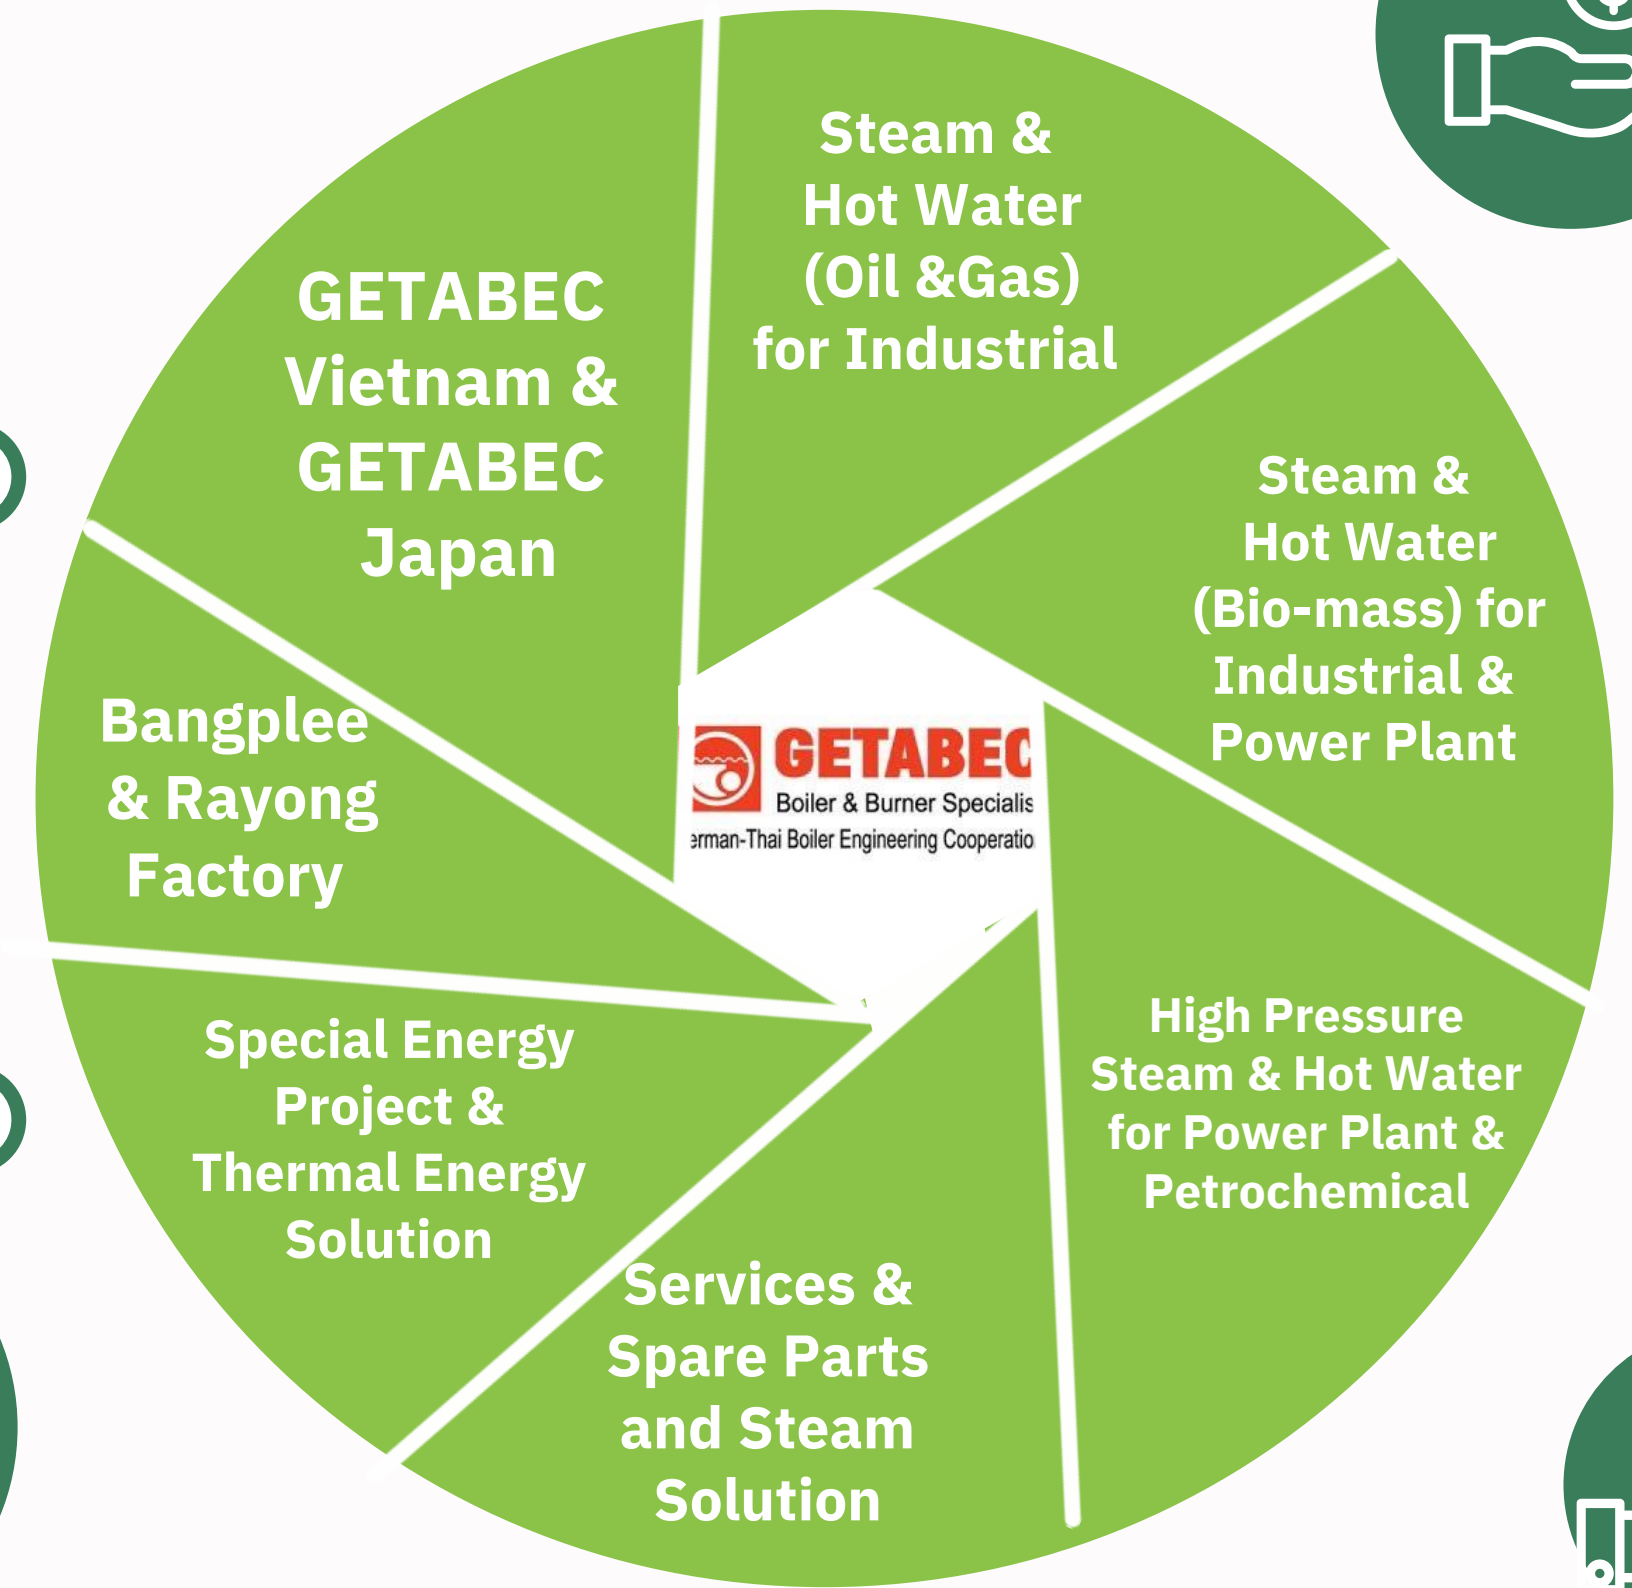 Steam &
Hot Water
(Oil &Gas)
for Industrial
Steam &
Hot Water
(Bio-mass) for
Industrial &
Power Plant
High Pressure
Steam & Hot Water
for Power Plant &
Petrochemical
Services &
Spare Parts
and Steam
Solution
Special Energy
Project &
Thermal Energy
Solution
Bangplee
& Rayong
Factory
GETABEC
Vietnam &
GETABEC
Japan
GETABEC
Boiler & Burner Specialis
erman-Thai Boiler Engineering Cooperatio